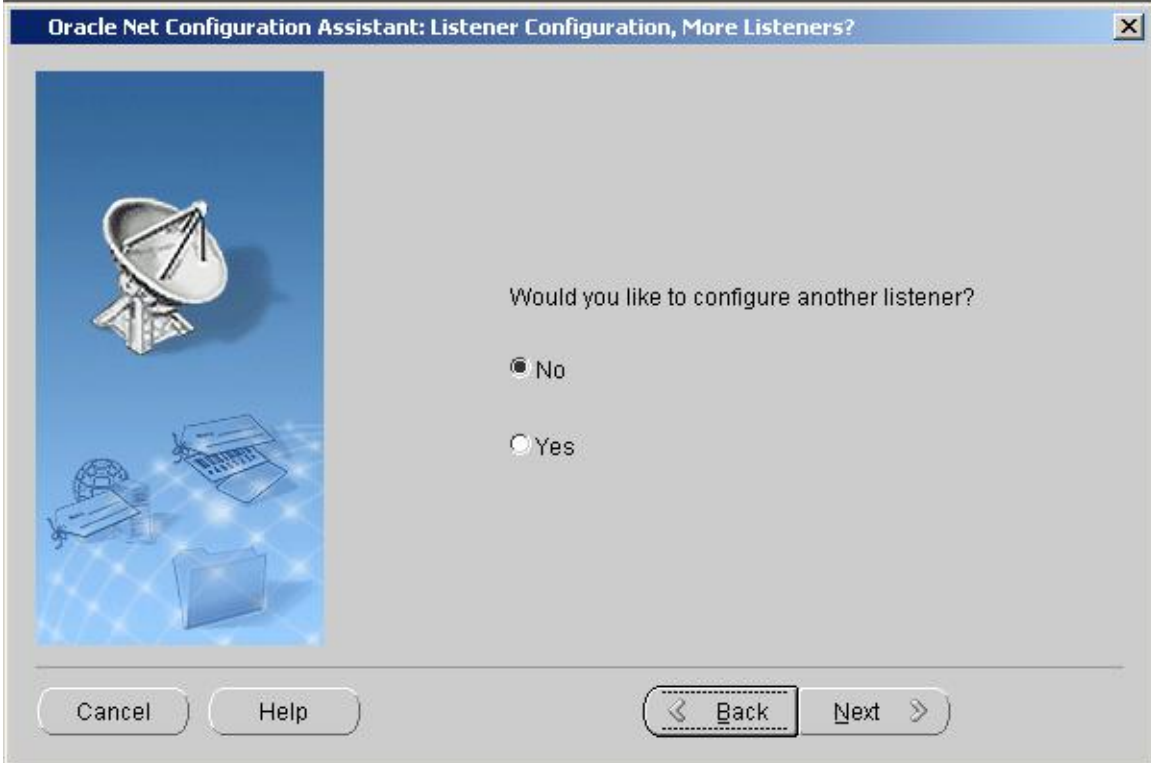 Oracle Net Configuration Assistant: Listener Configuration, More Listeners?
Would you like to configure another listener?
No
Yes
Cancel
Help
Back
Next